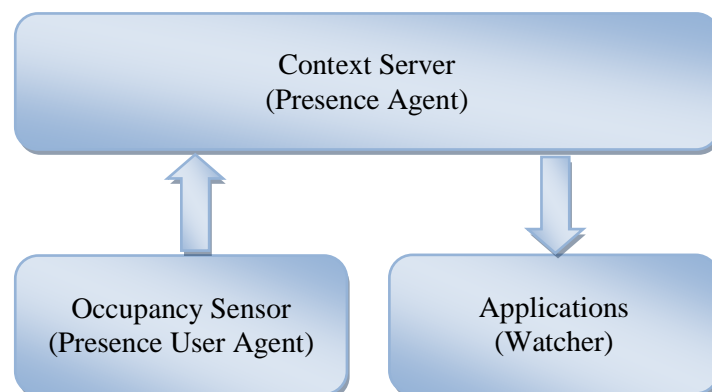 Context Server
(Presence Agent)
Occupancy Sensor
(Presence User Agent)
Applications
(Watcher)